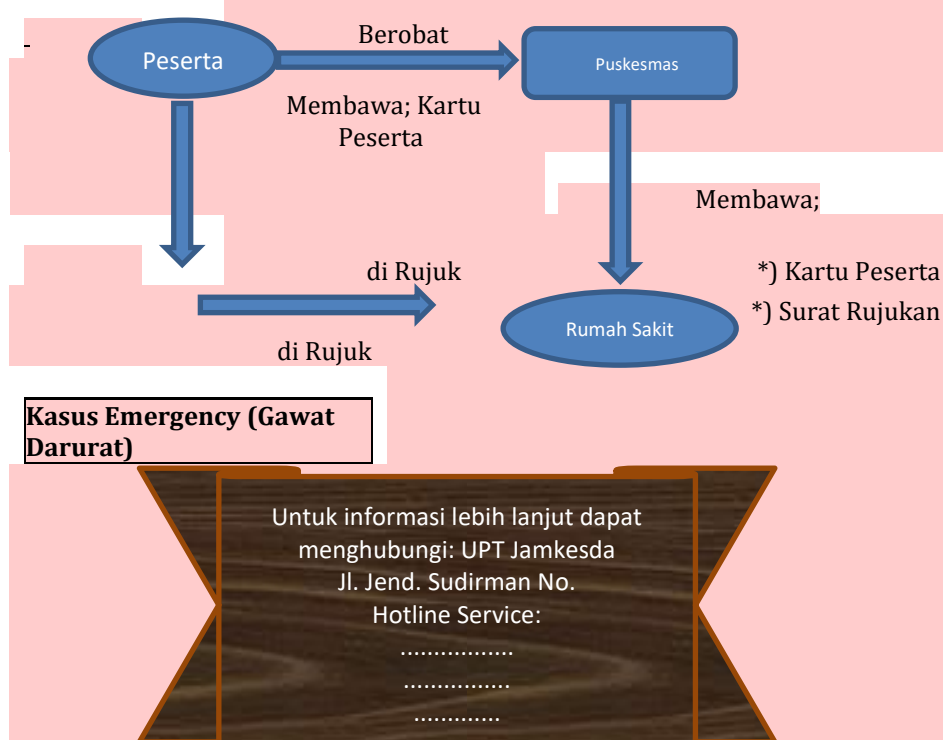 Berobat
Peserta
Puskesmas
Membawa; Kartu
Peserta
Membawa;
di Rujuk
*) Kartu Peserta
*) Surat Rujukan
Rumah Sakit
di Rujuk
Kasus Emergency (Gawat
Darurat)
Untuk informasi lebih lanjut dapat
menghubungi: UPT Jamkesda
Jl. Jend. Sudirman No.
Hotline Service:
.................
................
.............